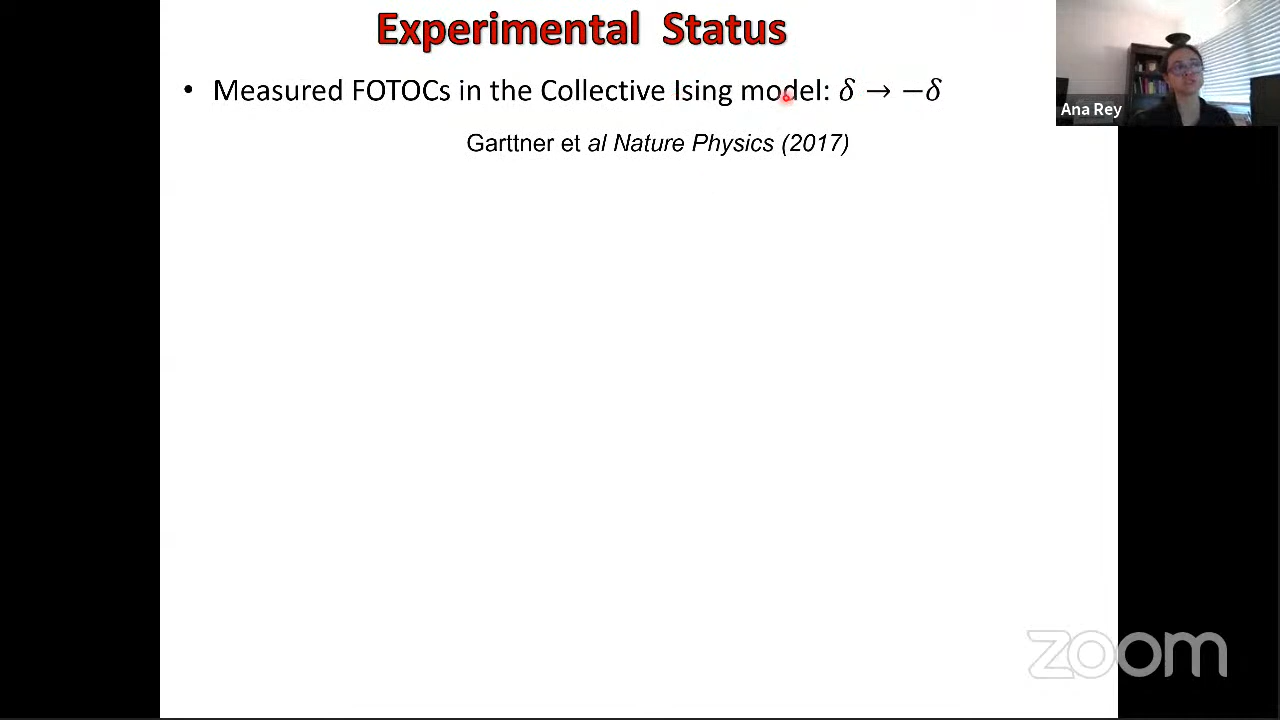 Experimental Status
• Measured FOTOCs in the Collective Ising model: δ → −δ
Garttner et al Nature Physics (2017)
Ana Rey
zoom